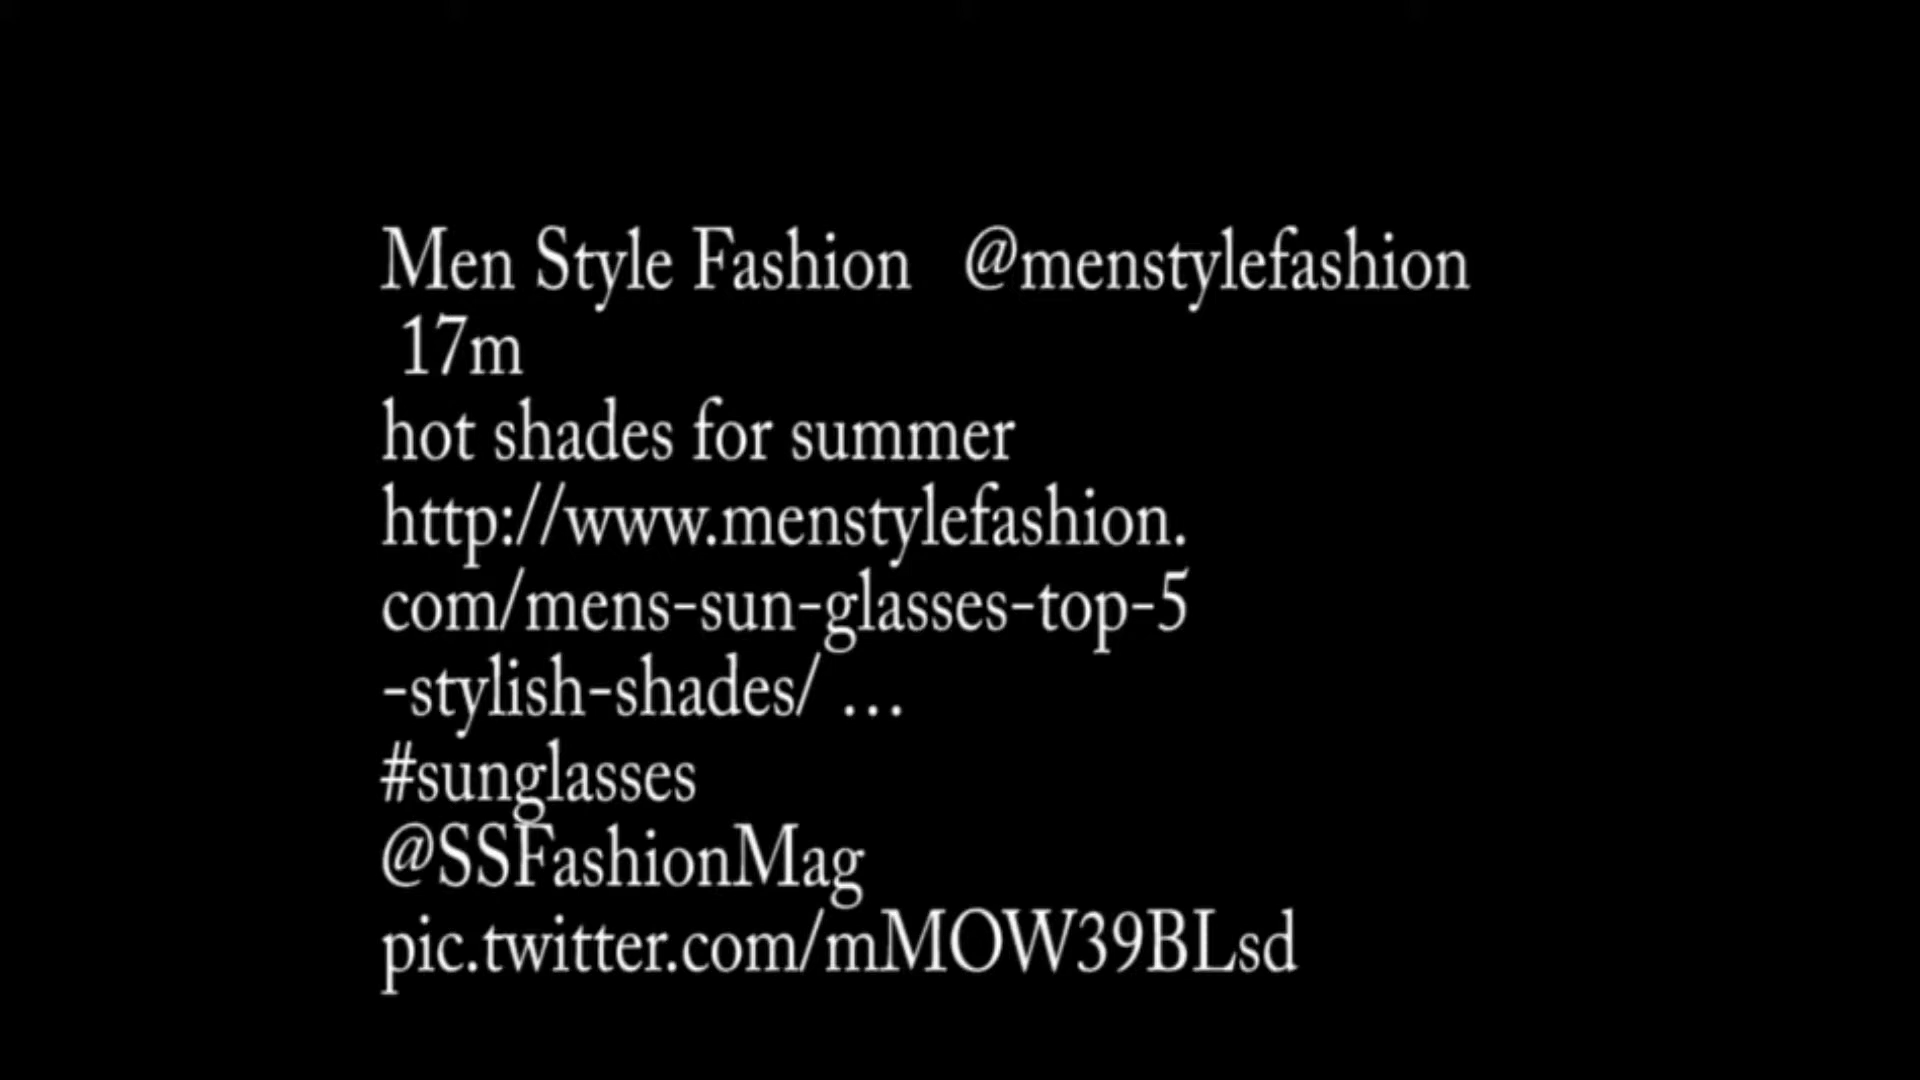 Men Style Fashion   @menstylefashion
17m
hot shades for summer
http://www.menstylefashion.
com/mens-sun-glasses-top-5
-stylish-shades/ ...
#sunglasses
@SSFashionMag
pic.twitter.com/mMOW39BLsd